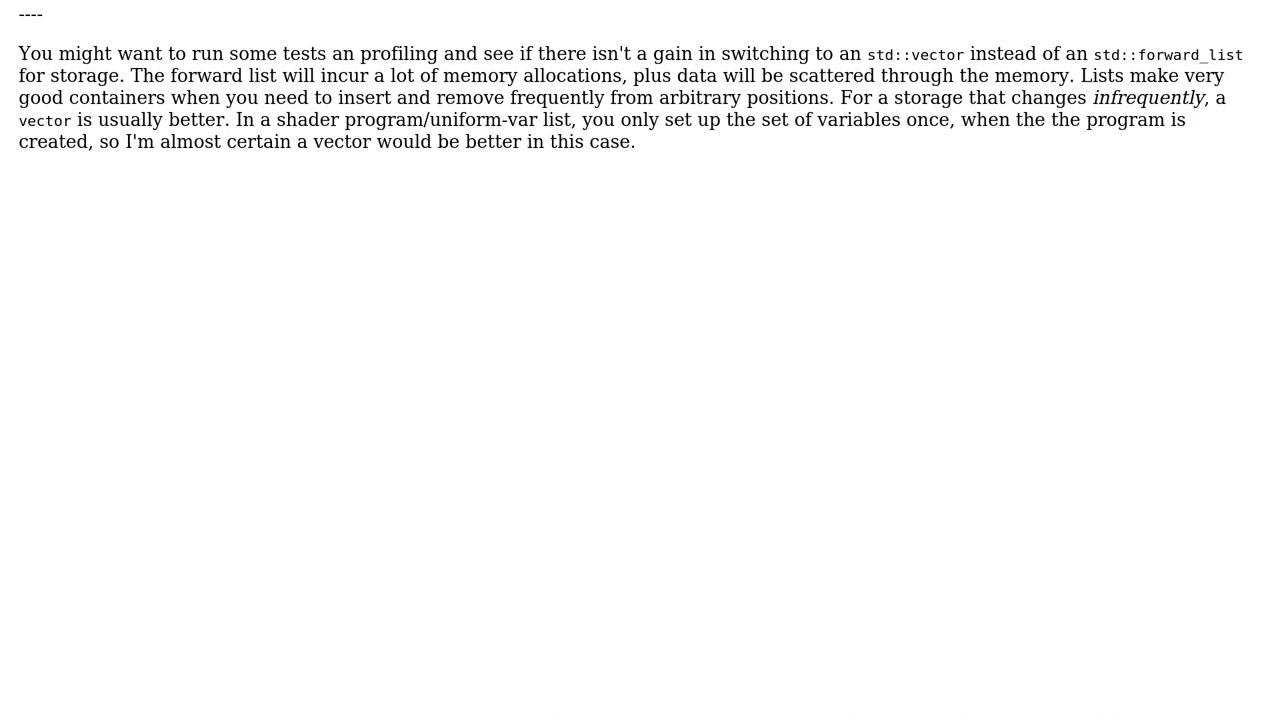 ----
You might want to run some tests an profiling and see if there isn't a gain in switching to an std::vector instead of an std::forward_list
for storage. The forward list will incur a lot of memory allocations, plus data will be scattered through the memory. Lists make very
good containers when you need to insert and remove frequently from arbitrary positions. For a storage that changes infrequently, a
vector is usually better. In a shader program/uniform-var list, you only set up the set of variables once, when the the program is
created, so I'm almost certain a vector would be better in this case.